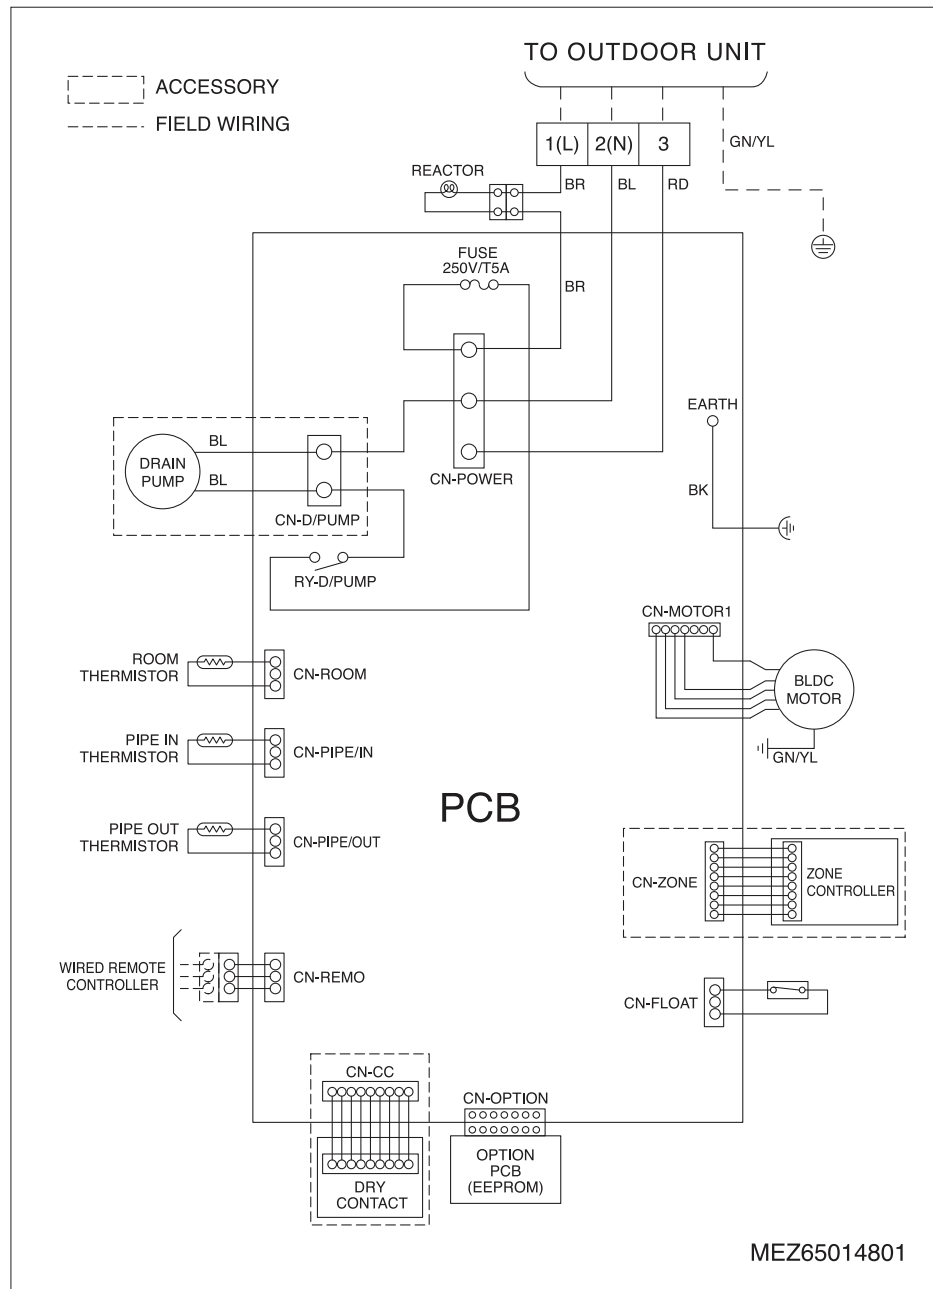 TO OUTDOOR UNIT
ACCESSORY
FIELD WIRING
1(L) 2(N) 3
GN/YL
REACTOR
BR BL RD
FUSE
250V/T5A
BR
EARTH
BL
DRAIN
PUMP
BL
CN-POWER
BK
CN-D/PUMP
RY-D/PUMP
CN-MOTOR1
ROOM
THERMISTOR
CN-ROOM
BLDC
MOTOR
PIPE IN
THERMISTOR
CN-PIPE/IN
GN/YL
PCB
PIPE OUT
THERMISTOR
CN-PIPE/OUT
CN-ZONE
ZONE
CONTROLLER
WIRED REMOTE
CONTROLLER
CN-REMO
CN-FLOAT
CN-CC
CN-OPTION
OPTION
PCB
(EEPROM)
DRY
CONTACT
MEZ65014801